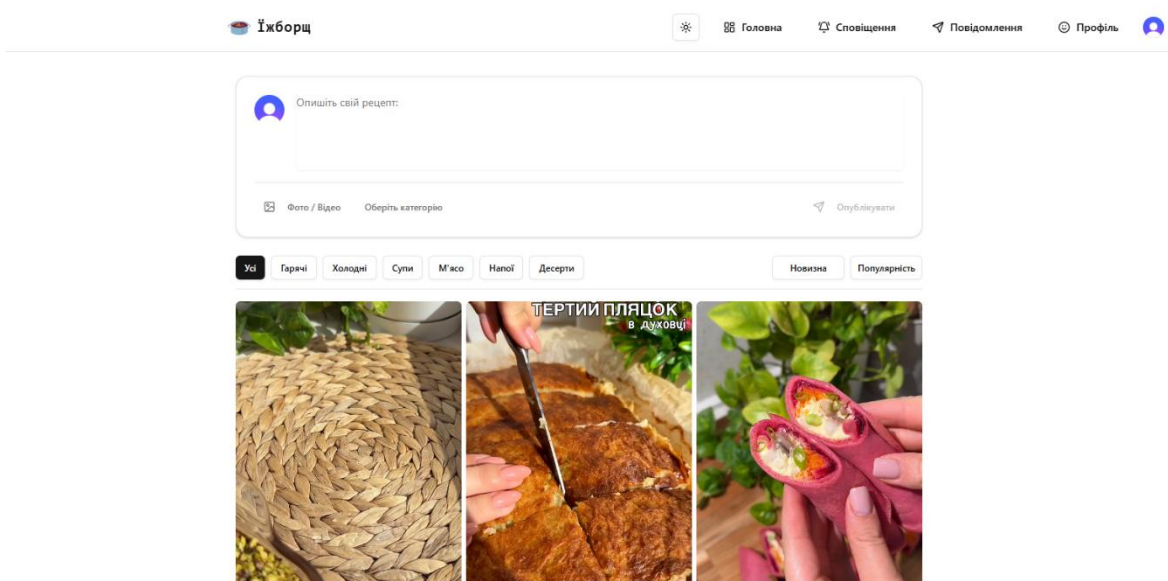 Їжборщ
Головна
Сповіщення
Повідомлення
Профіль
Опишіть свій рецепт:
Фото / Відео
Оберіть категорію
Опублікувати
Усі
Гарячі
Холодні
Супи
М'ясо
Напої
Десерти
Новизна
Популярність
ТЕРТИЙ ПЛЯЦОК
в духовці